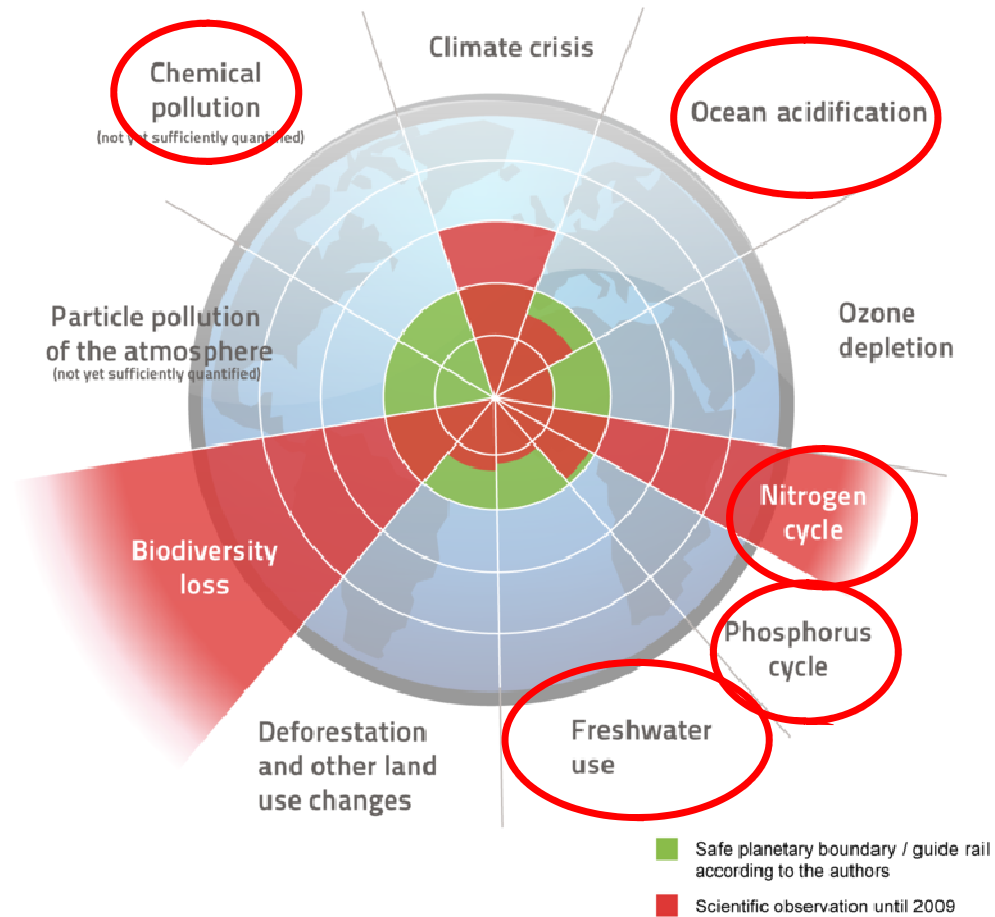 Climate crisis
Chemical
pollution
(not yet sufficiently quantified)
Ocean acidification
Particle pollution
of the atmosphere
(not yet sufficiently quantified)
Ozone
depletion
Nitrogen
cycle
Biodiversity
loss
Phosphorus
cycle
Deforestation
and other land
use changes
Freshwater
use
Safe planetary boundary / guide rail
according to the authors
Scientific observation until 2009